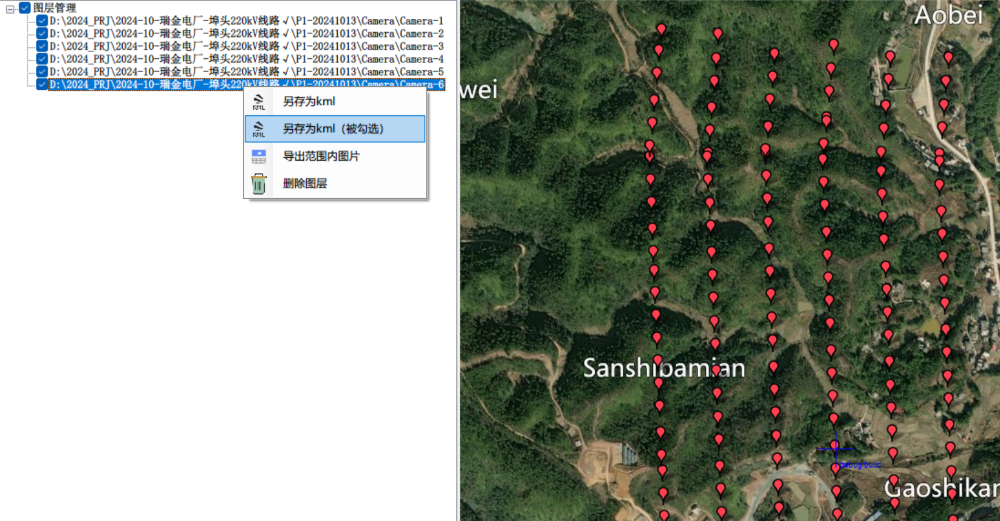 图层管理
D:\2024_PRJ\2024-10-瑞金电厂-埠头220kV线路√\P1-20241013\Camera\Camera-1
D:\2024_PRJ\2024-10-瑞金电厂-埠头220kV线路√\P1-20241013\Camera\Camera-2
D:\2024_PRJ\2024-10-瑞金电厂-埠头220kV线路√\P1-20241013\Camera\Camera-3
D:\2024_PRJ\2024-10-瑞金电厂-埠头220kV线路√\P1-20241013\Camera\Camera-4
D:\2024_PRJ\2024-10-瑞金电厂-埠头220kV线路√\P1-20241013\Camera\Camera-5
D:\2024_PRJ\2024-10-瑞金电厂-埠头220kV线路√\P1-20241013\Camera\Camera-6
KML 另存为kml
KML 另存为kml（被勾选）
导出范围内图片
删除图层
Aobei
wei
Sanshibamian
debug build
Gaoshikar